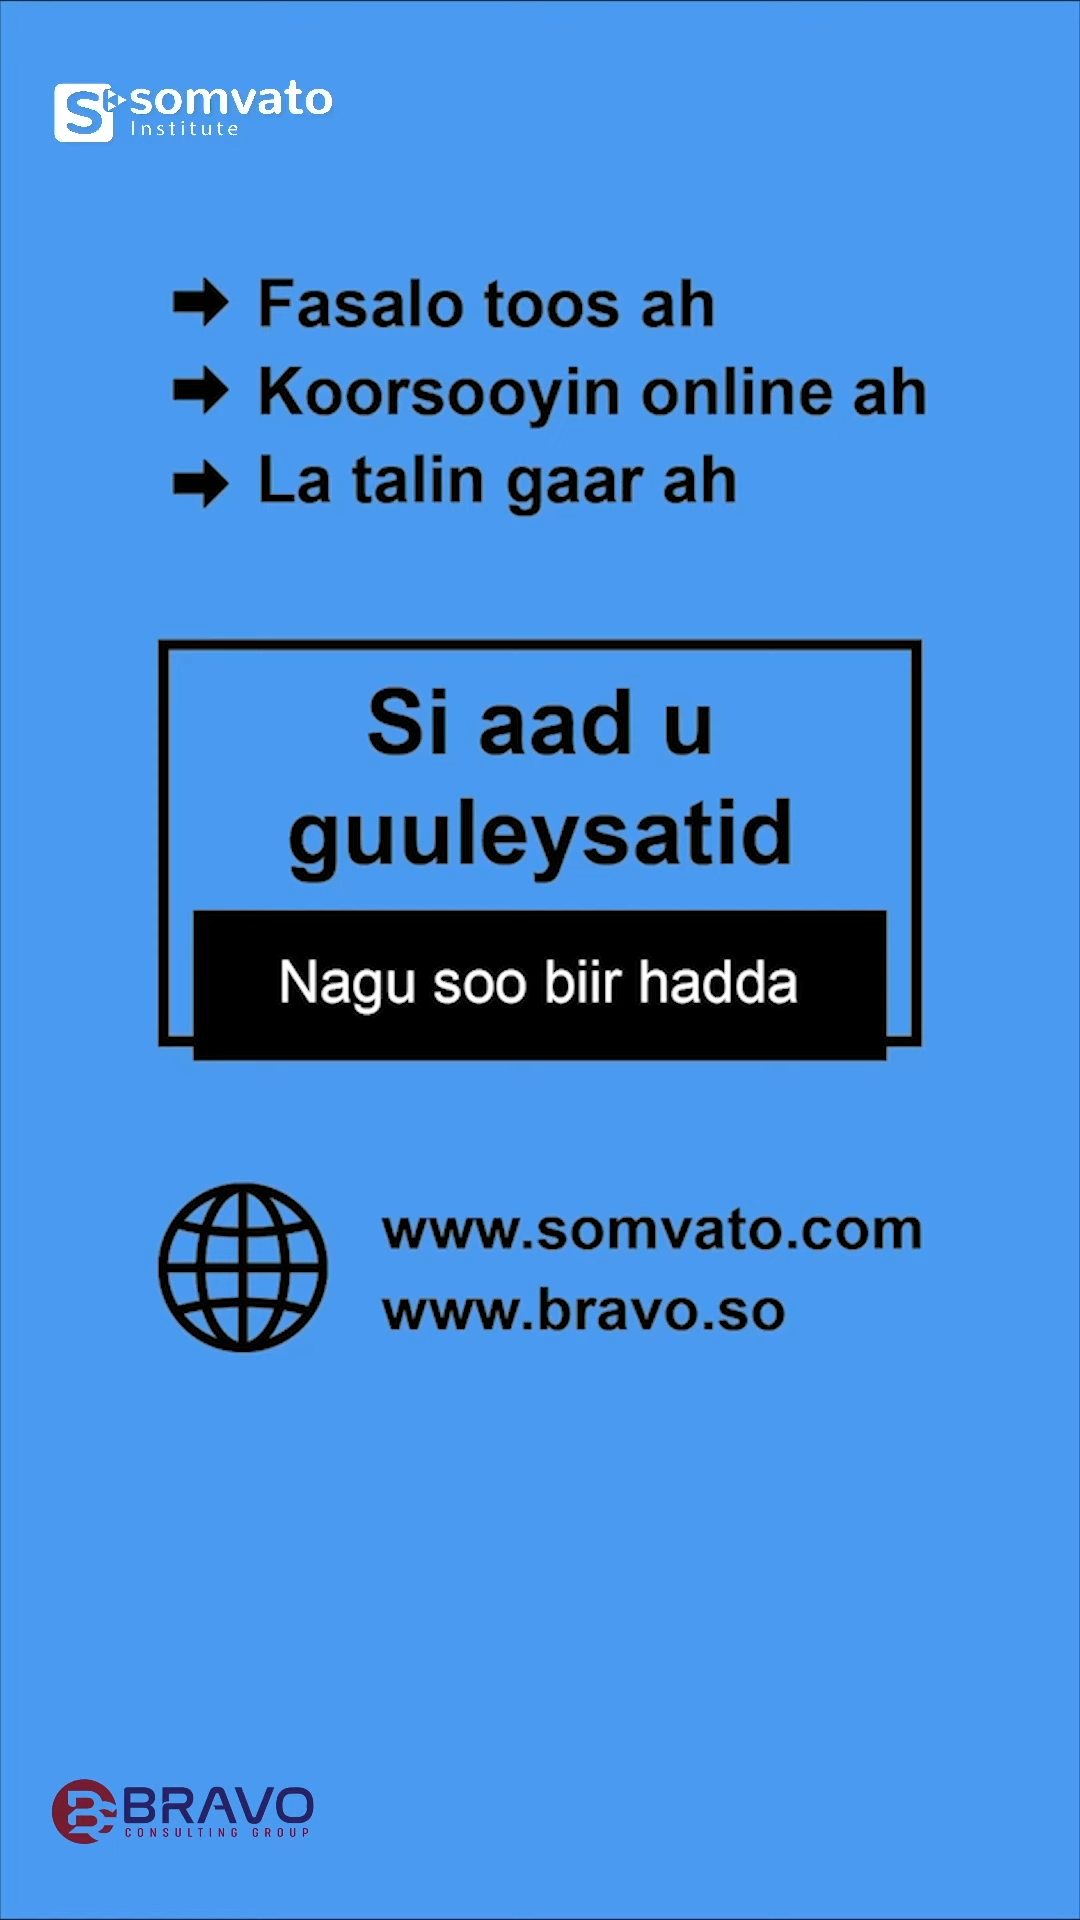 somvato
Institute
Fasalo toos ah
Koorsooyin online ah
La talin gaar ah
Si aad u
guuleysatid
Nagu soo biir hadda
www.somvato.com
www.bravo.so
BRAVO
CONSULTING GROUP